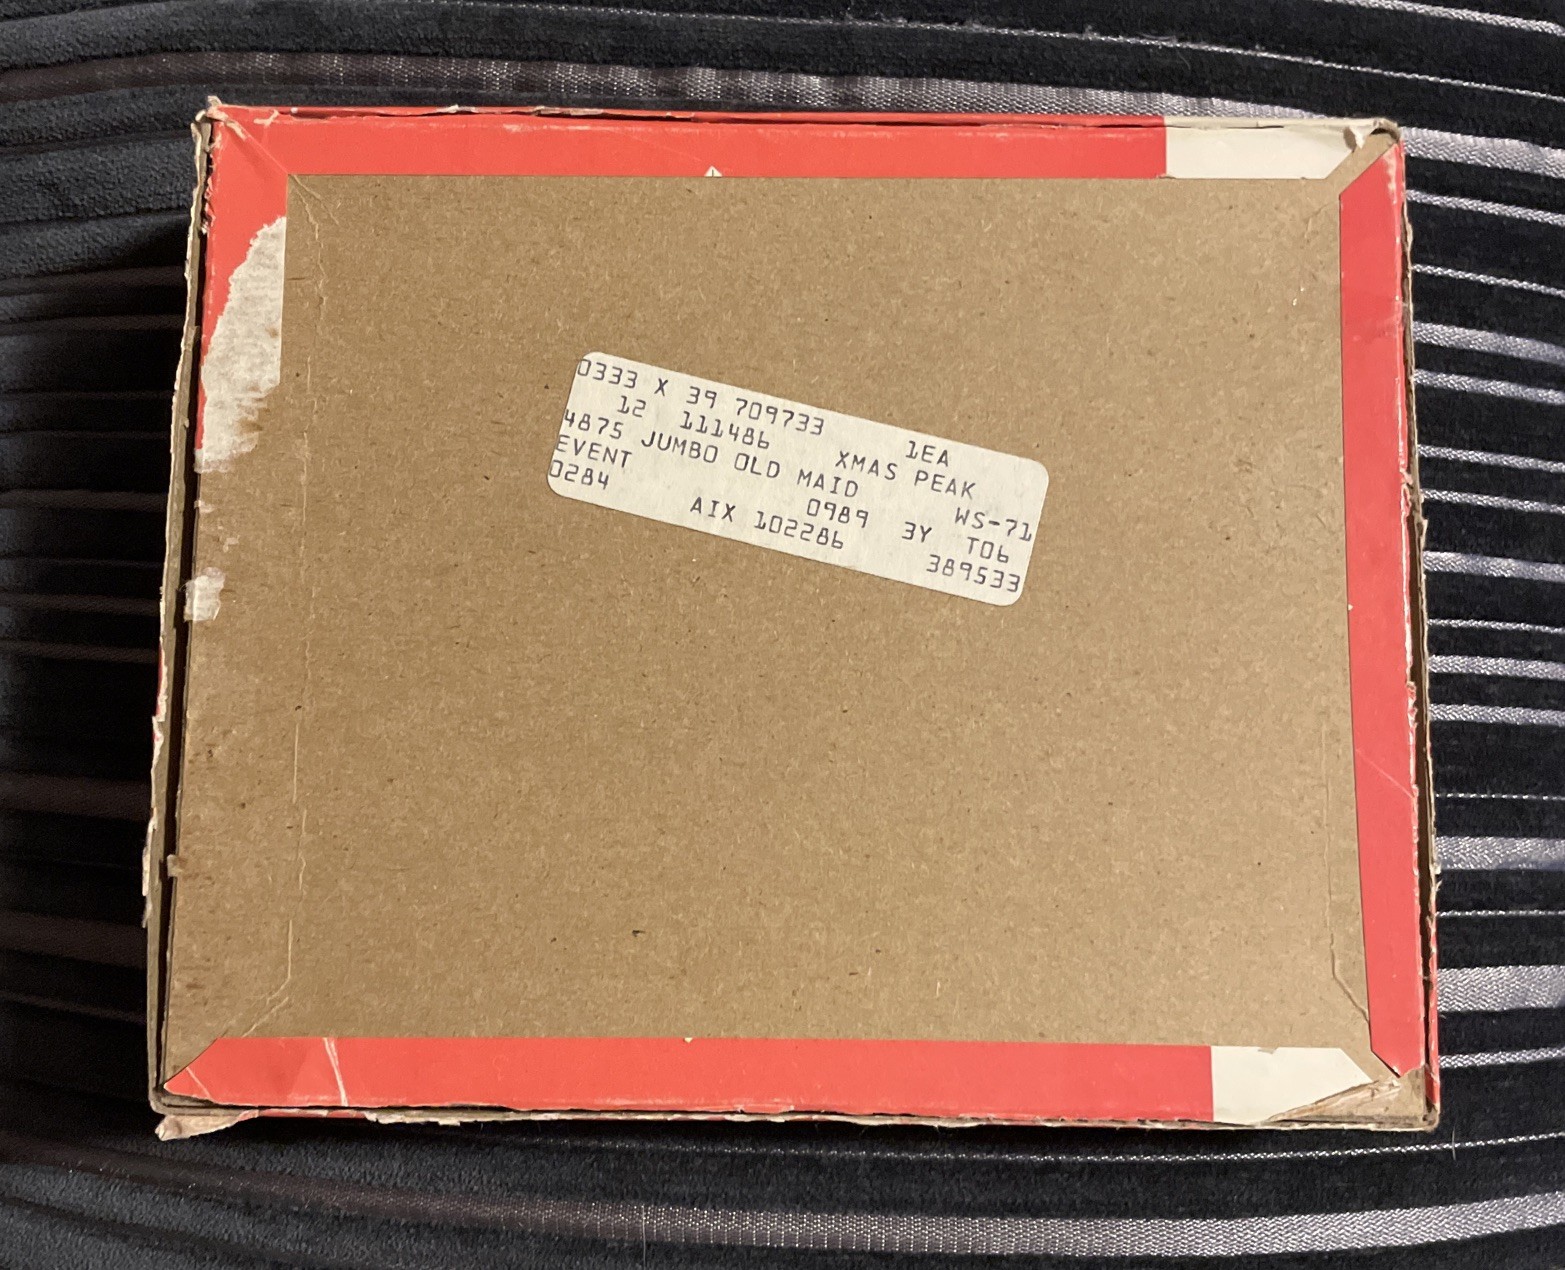 0333 X 39 709733 1EA
12 111486 XMAS PEAK
4875 JUMBO OLD MAID WS-71
EVENT 0989 3Y T06
0284 AIX 102286 389533